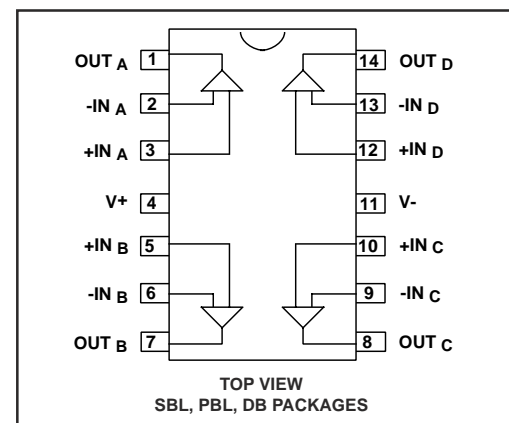 OUT A 1 14 OUT D
-IN A 2 13 -IN D
+IN A 3 12 +IN D
V+ 4 11 V-
+IN B 5 10 +IN C
-IN B 6 9 -IN C
OUT B 7 8 OUT C
TOP VIEW
SBL, PBL, DB PACKAGES